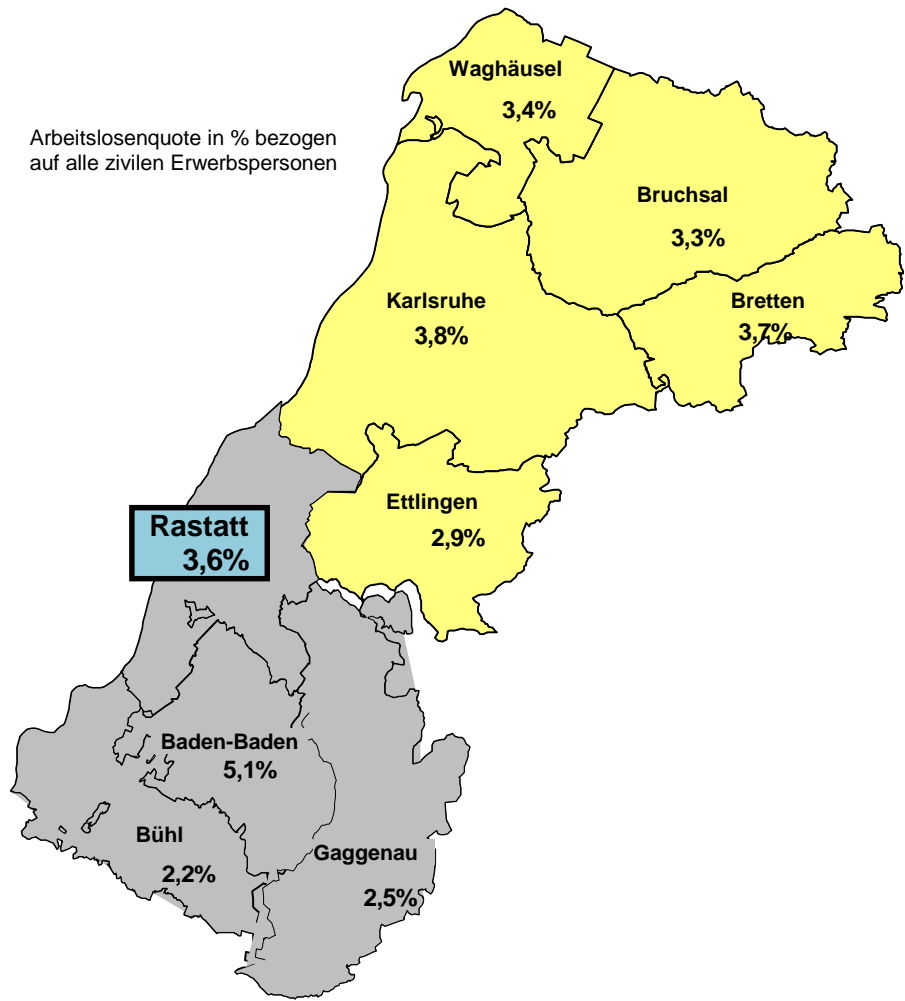 Waghäusel
3,4%
Arbeitslosenquote in % bezogen
auf alle zivilen Erwerbspersonen
Bruchsal
3,3%
Karlsruhe
3,8%
Bretten
3,7%
Ettlingen
2,9%
Rastatt
3,6%
Baden-Baden
5,1%
Bühl
2,2%
Gaggenau
2,5%